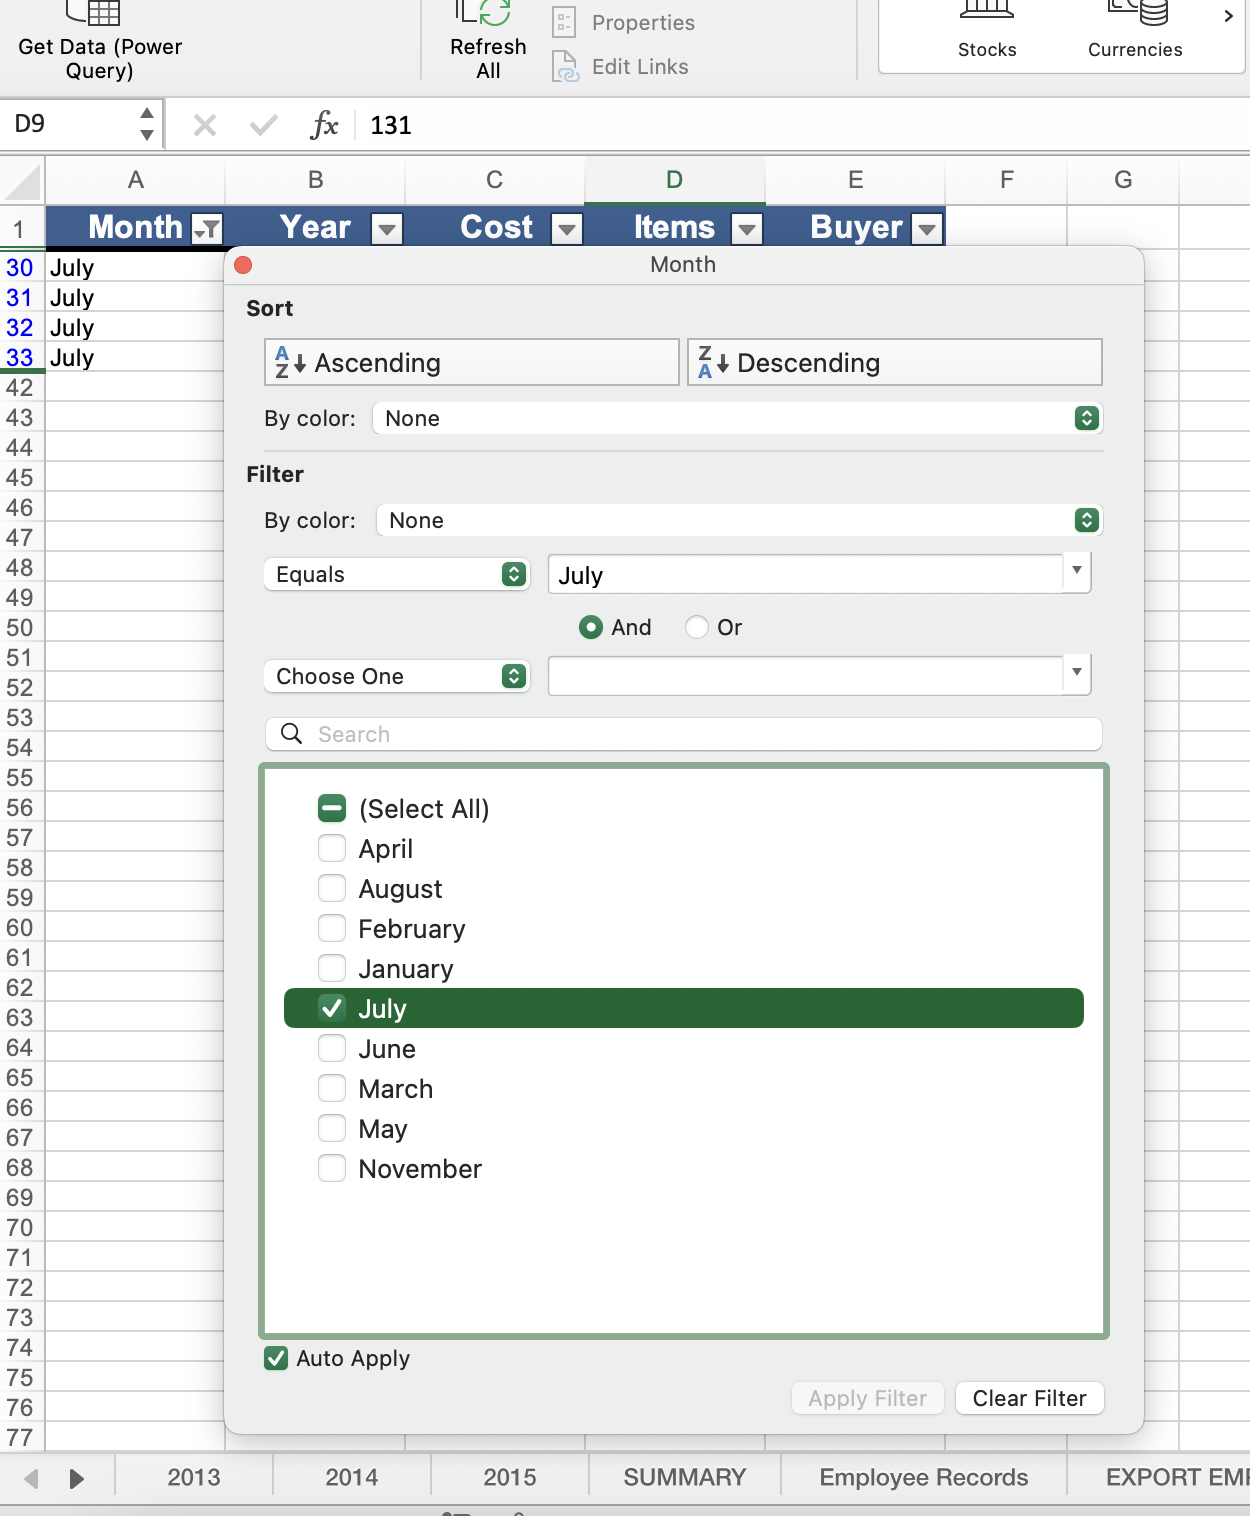 Get Data (Power
Query)
Refresh
All
Properties
Edit Links
Stocks
Currencies
D9
fx
131
A B C D E F G
1 Month Year Cost Items Buyer
30 July
31 July
32 July
33 July
42
43
44
45
46
47
48
49
50
51
52
53
54
55
56
57
58
59
60
61
62
63
64
65
66
67
68
69
70
71
72
73
74
75
76
77
Month
Sort
A Z Ascending
Z A Descending
By color: None
Filter
By color: None
Equals July
And Or
Choose One
Search
(Select All)
April
August
February
January
July
June
March
May
November
Auto Apply
Apply Filter Clear Filter
2013 2014 2015 SUMMARY Employee Records EXPORT